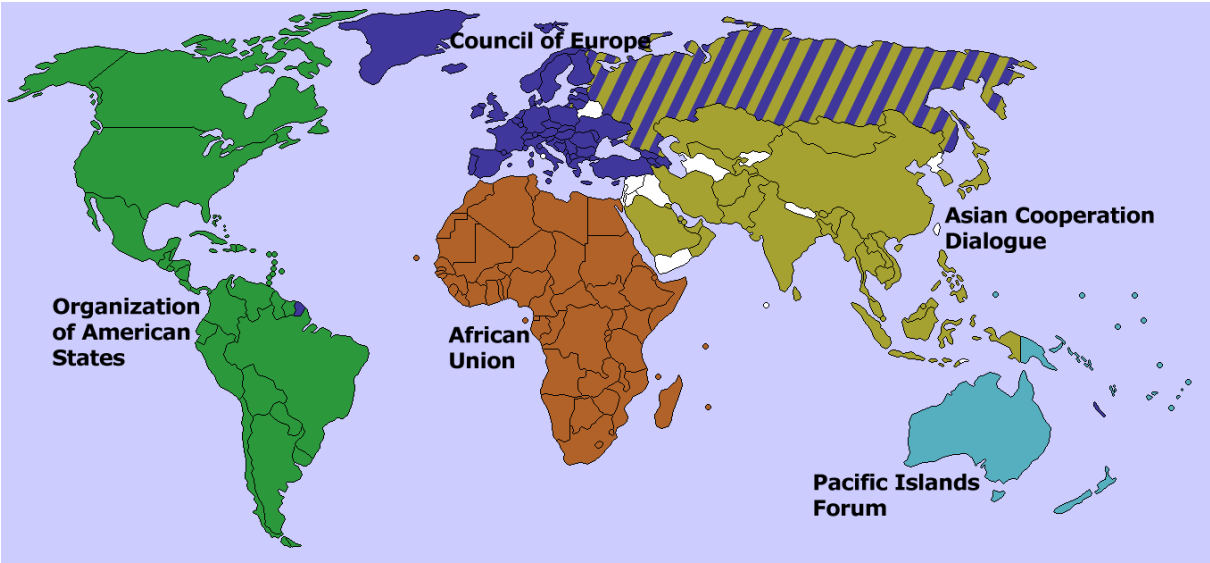 Council of Europe
Asian Cooperation
Dialogue
Organization
of American
States
African
Union
Pacific Islands
Forum